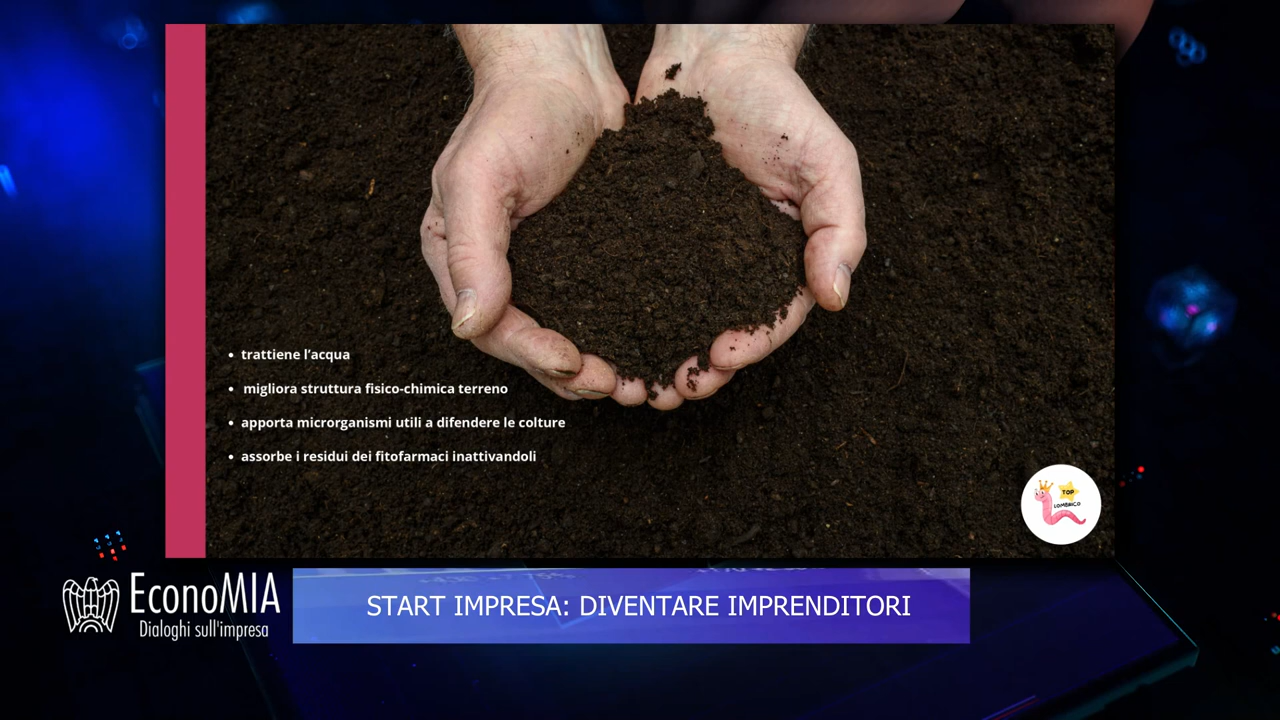 • trattiene l’acqua
• migliora struttura fisico-chimica terreno
• apporta microrganismi utili a difendere le colture
• assorbe i residui dei fitofarmaci inattivandoli
TOP
LOMBRICO
EconoMIA
Dialoghi sull'impresa
START IMPRESA: DIVENTARE IMPRENDITORI